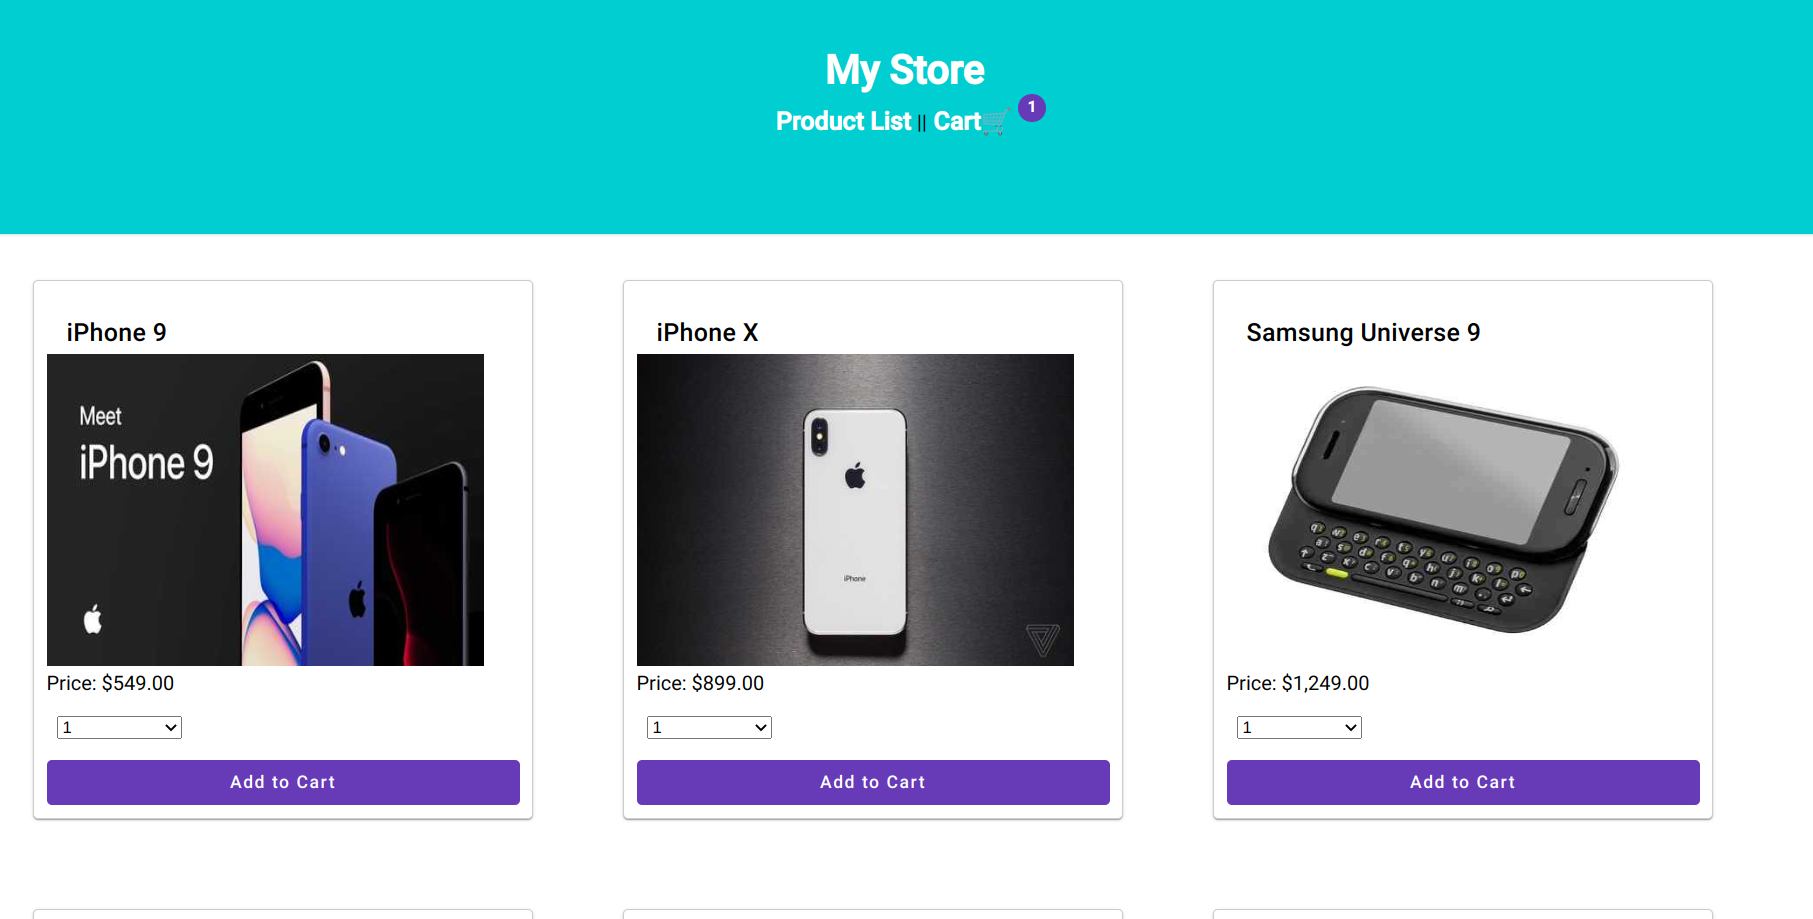 My Store
Product List || Cart🛒 1
iPhone 9
Meet
iPhone 9
Price: $549.00
1
Add to Cart
iPhone X
iPhone
Price: $899.00
1
Add to Cart
Samsung Universe 9
Price: $1,249.00
1
Add to Cart